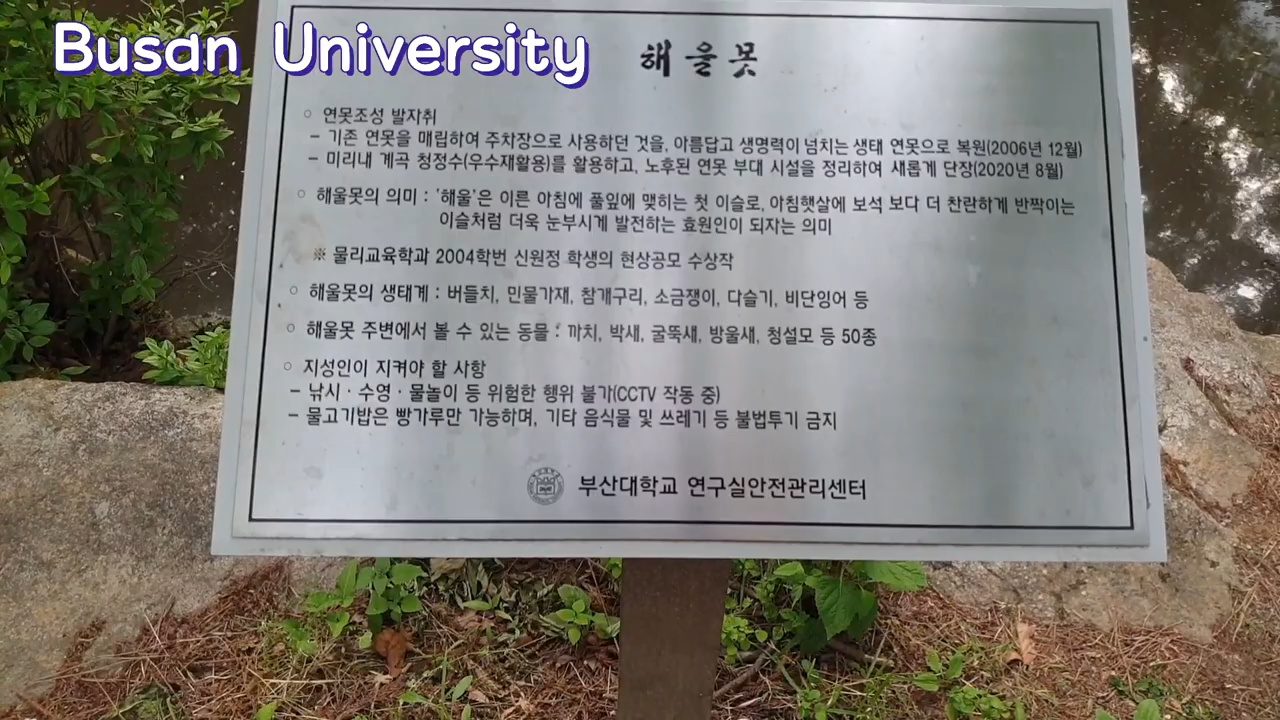 Busan University
해울못
○ 연못조성 발자취
- 기존 연못을 매립하여 주차장으로 사용하던 것을, 아름답고 생명력이 넘치는 생태 연못으로 복원(2006년 12월)
- 미리내 계곡 청정수(우수재활용)를 활용하고, 노후된 연못 부대 시설을 정리하여 새롭게 단장(2020년 8월)
○ 해울못의 의미 : '해울'은 이른 아침에 풀잎에 맺히는 첫 이슬로, 아침햇살에 보석 보다 더 찬란하게 반짝이는
이슬처럼 더욱 눈부시게 발전하는 효원인이 되자는 의미
※ 물리교육학과 2004학번 신원정 학생의 현상공모 수상작
○ 해울못의 생태계 : 버들치, 민물가재, 참개구리, 소금쟁이, 다슬기, 비단잉어 등
○ 해울못 주변에서 볼 수 있는 동물 : 까치, 박새, 굴뚝새, 방울새, 청설모 등 50종
○ 지성인이 지켜야 할 사항
- 낚시 · 수영 · 물놀이 등 위험한 행위 불가(CCTV 작동 중)
- 물고기밥은 빵가루만 가능하며, 기타 음식물 및 쓰레기 등 불법투기 금지
부산대학교 연구실안전관리센터